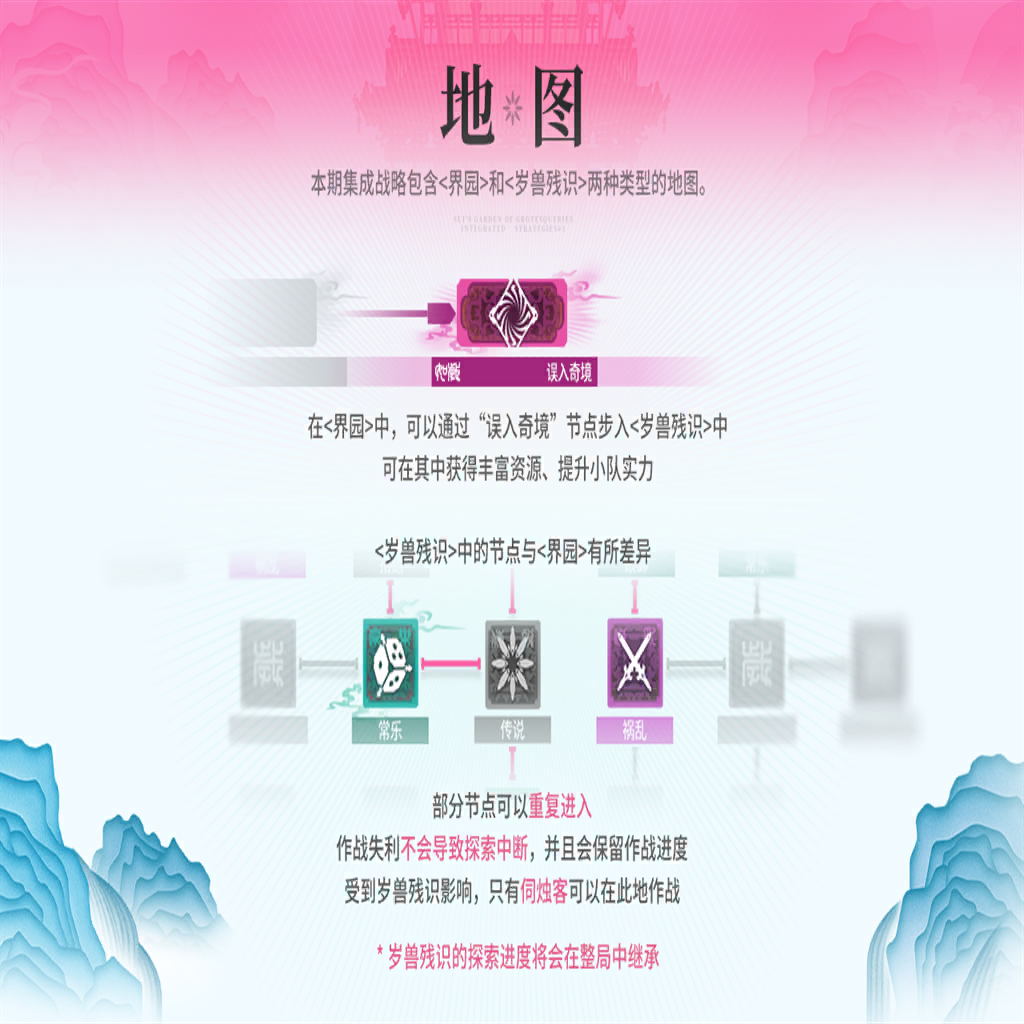 地图
本期集成战略包含<界园>和<岁兽残识>两种类型的地图。
SUI'S GARDEN OF GROTESQUERIES
INTEGRATED STRATEGIES#5
误入奇境
在<界园>中，可以通过“误入奇境”节点步入<岁兽残识>中
可在其中获得丰富资源、提升小队实力
<岁兽残识>中的节点与<界园>有所差异
常乐 传说 祸乱
部分节点可以重复进入
作战失利不会导致探索中断，并且会保留作战进度
受到岁兽残识影响，只有伺烛客可以在此地作战
* 岁兽残识的探索进度将会在整局中继承